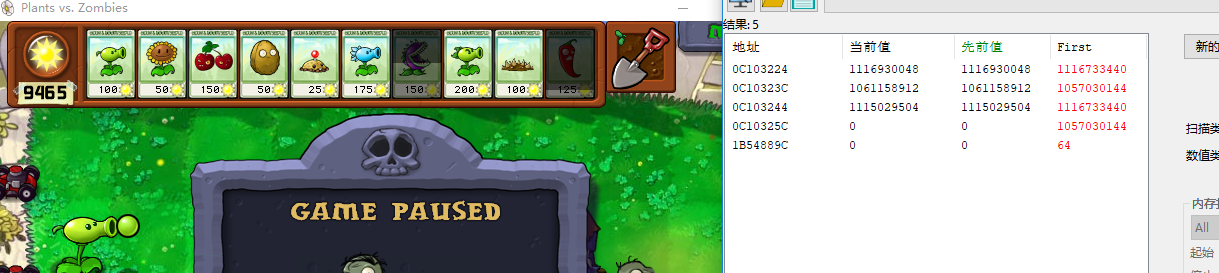 Plants vs. Zombies
9465
100 50 150 50 25 175 150 200 100 125
GAME PAUSED
结果: 5
地址 当前值 先前值 First
0C103224 1116930048 1116930048 1116733440
0C10323C 1061158912 1061158912 1057030144
0C103244 1115029504 1115029504 1116733440
0C10325C 0 0 1057030144
1B54889C 0 0 64
新的
扫描类
数值类
内存扫
All
起始